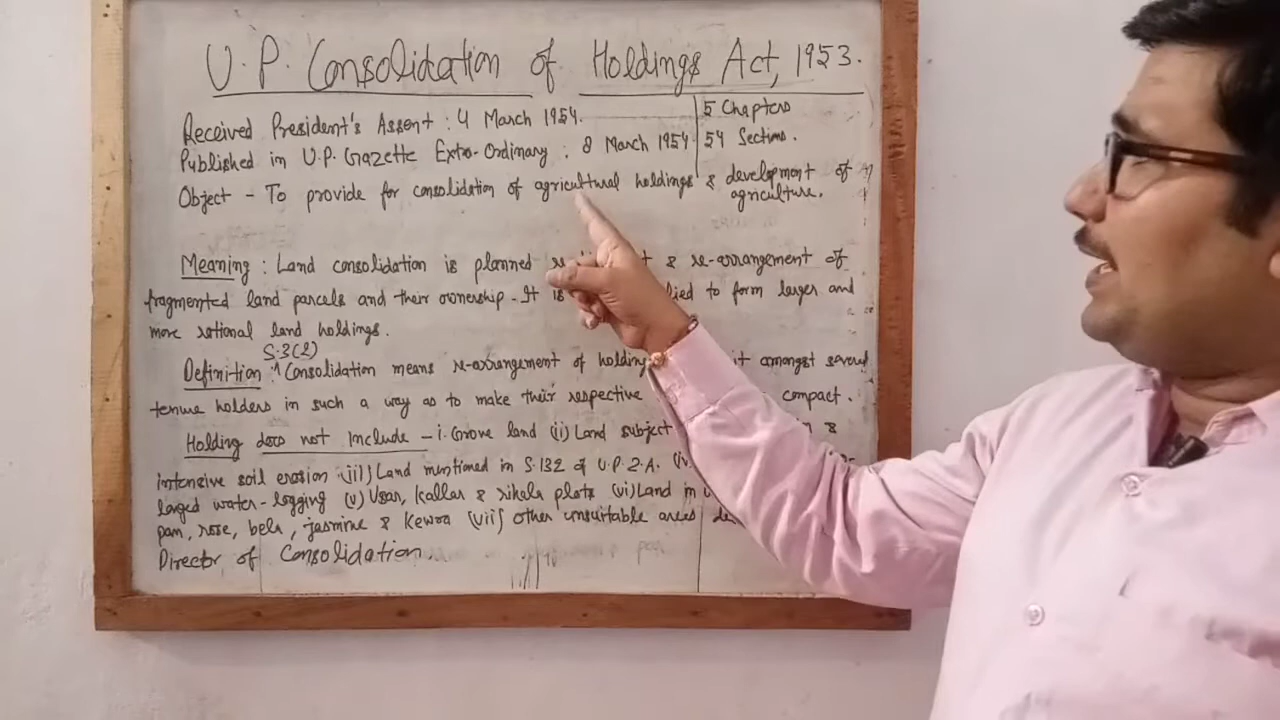 U.P. Consolidation of Holdings Act, 1953.
Received President's Assent : 4 March 1954.
5 Chapters
Published in U.P. Gazette Extra-Ordinary : 8 March 1954
54 Sections.
Object - To provide for consolidation of agricultural holdings & development of agriculture.
Meaning : Land consolidation is planned & re-arrangement of
fragmented land parcels and their ownership. It is to form larger and
more rational land holdings.
S.3(2)
Definition : Consolidation means re-arrangement of holding it amongst several
tenure holders in such a way as to make their respective compact.
Holding does not Include - i. Grove land (ii) Land subject &
intensive soil erosion (iii) Land mentioned in S.132 of U.P.Z.A. (iv
water-logging (v) Usar, Kallar & rihala plots (vi) Land in
pan, rose, bela, jasmine & Kewra (vii) other unsuitable areas
Director of Consolidation.